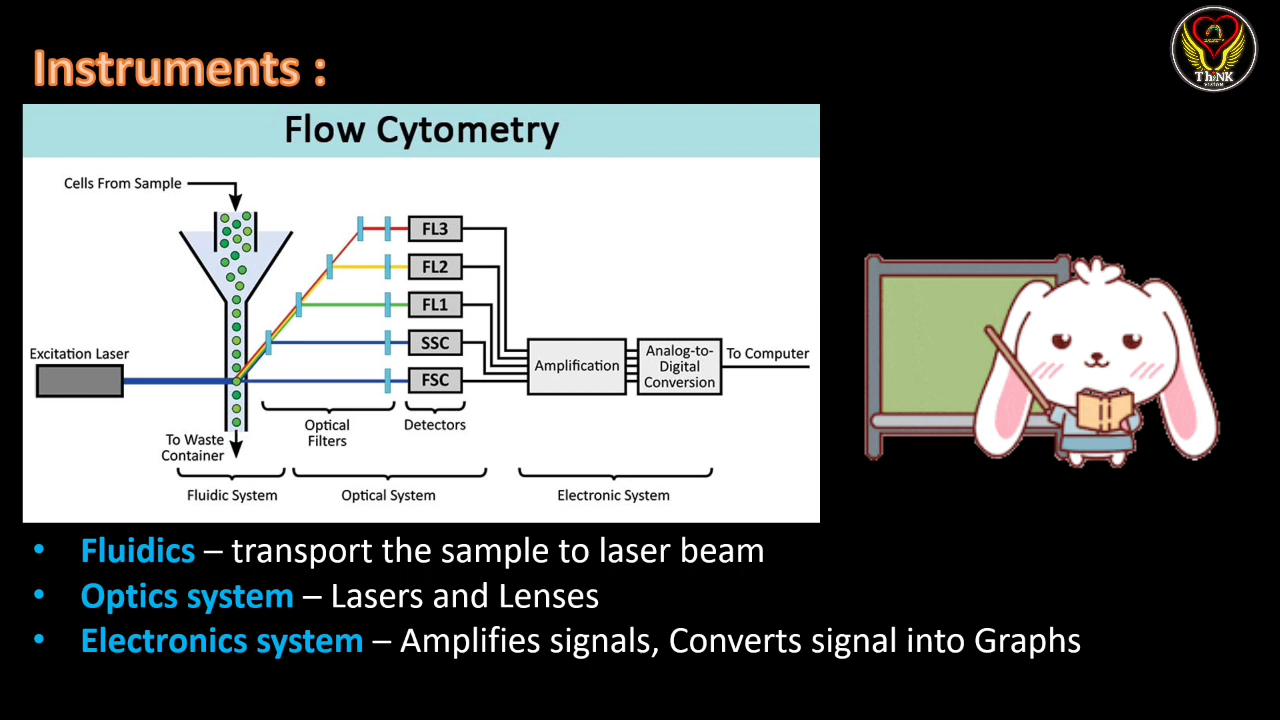 Instruments :
ThiNK
VISION
Flow Cytometry
Cells From Sample
FL3
FL2
FL1
SSC
FSC
Excitation Laser
Amplification
Analog-to-
Digital
Conversion
To Computer
Optical
Filters
Detectors
To Waste
Container
Fluidic System
Optical System
Electronic System
• Fluidics – transport the sample to laser beam
• Optics system – Lasers and Lenses
• Electronics system – Amplifies signals, Converts signal into Graphs